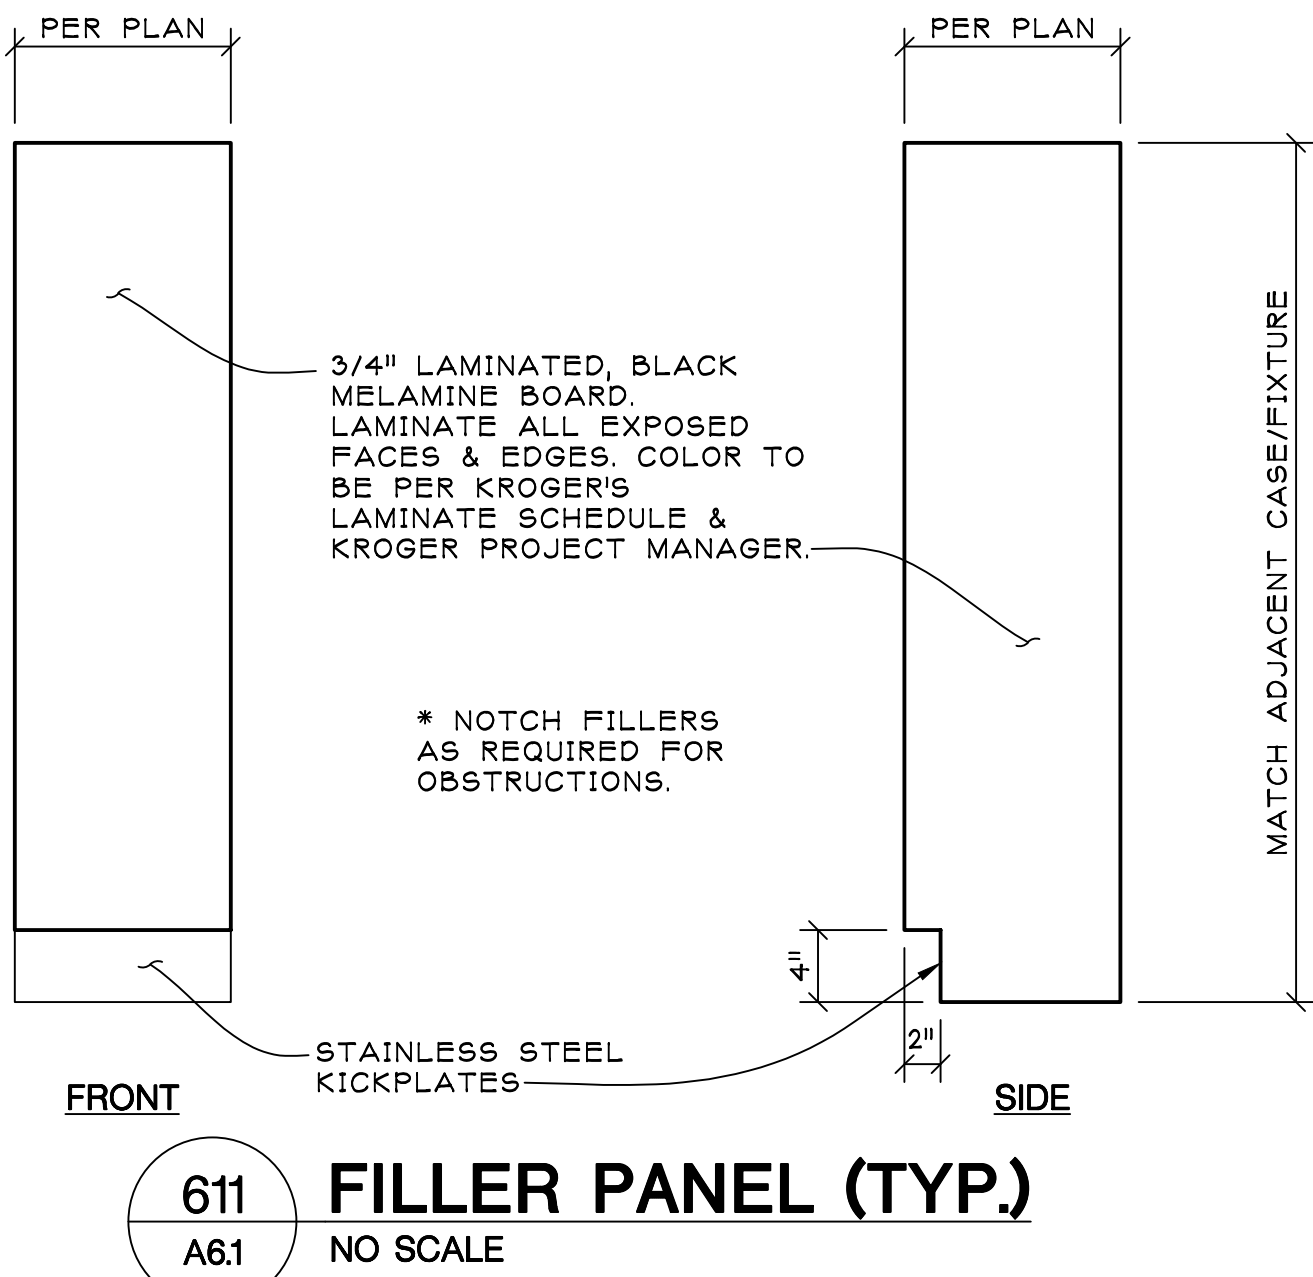 PER PLAN
PER PLAN
3/4" LAMINATED, BLACK
MELAMINE BOARD.
LAMINATE ALL EXPOSED
FACES & EDGES. COLOR TO
BE PER KROGER'S
LAMINATE SCHEDULE &
KROGER PROJECT MANAGER.
MATCH ADJACENT CASE/FIXTURE
* NOTCH FILLERS
AS REQUIRED FOR
OBSTRUCTIONS.
4"
2"
STAINLESS STEEL
KICKPLATES
FRONT
SIDE
611
A6.1
FILLER PANEL (TYP.)
NO SCALE